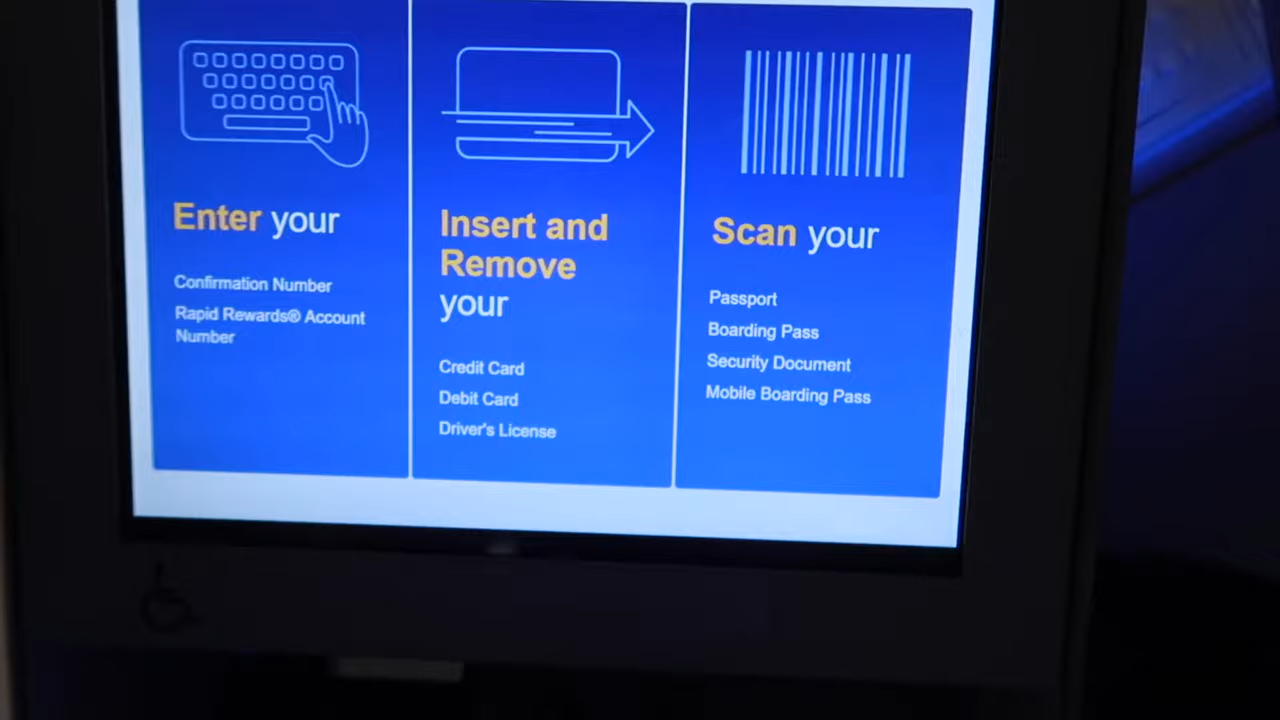 Enter your
Confirmation Number
Rapid Rewards® Account
Number
Insert and
Remove
your
Credit Card
Debit Card
Driver's License
Scan your
Passport
Boarding Pass
Security Document
Mobile Boarding Pass